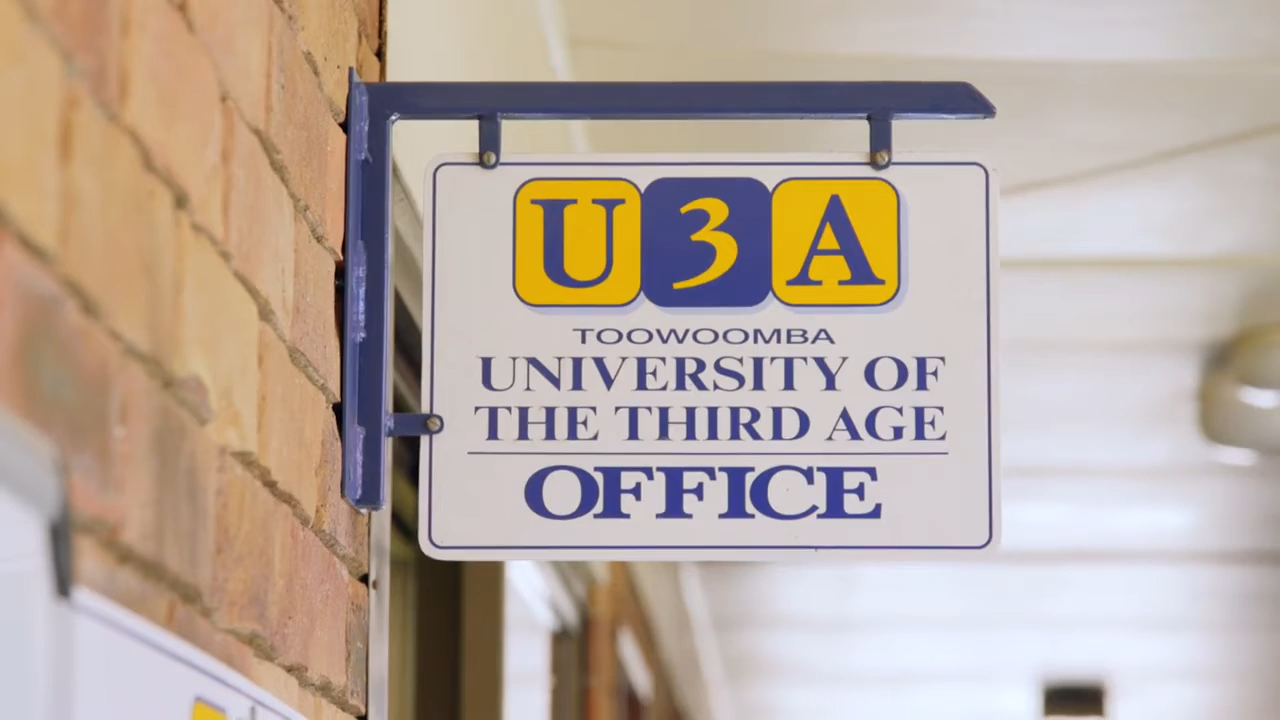 U3A
TOOWOOMBA
UNIVERSITY OF
THE THIRD AGE
OFFICE